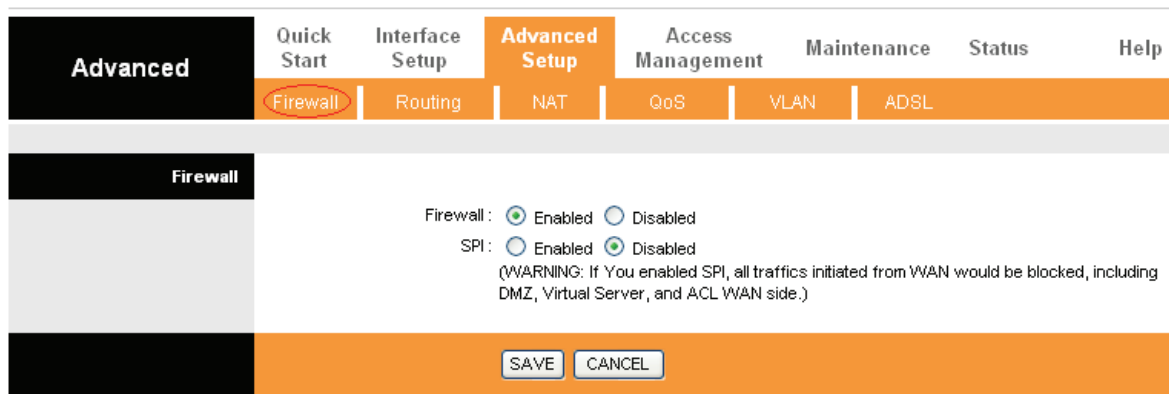 Advanced
Quick Start
Interface Setup
Advanced Setup
Access Management
Maintenance
Status
Help
Firewall
Routing
NAT
QoS
VLAN
ADSL
Firewall
Firewall : Enabled Disabled
SPI : Enabled Disabled
(WARNING: If You enabled SPI, all traffics initiated from WAN would be blocked, including
DMZ, Virtual Server, and ACL WAN side.)
SAVE CANCEL